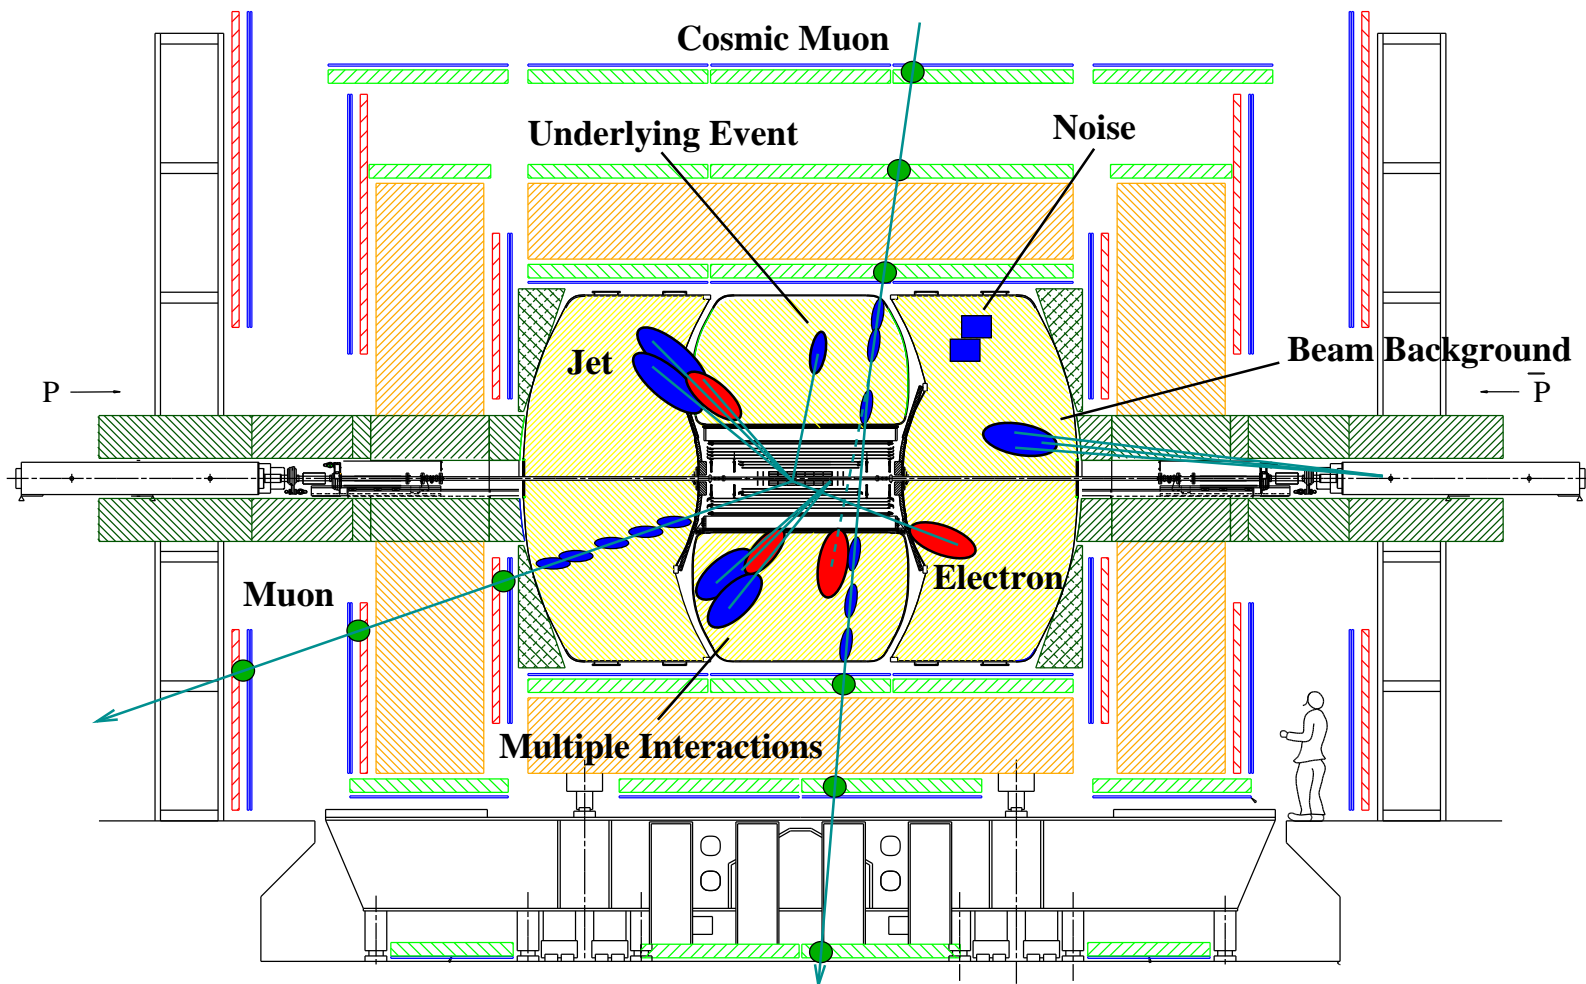 Cosmic Muon
Underlying Event
Noise
Jet
Beam Background
P
P̅
Electron
Muon
Multiple Interactions